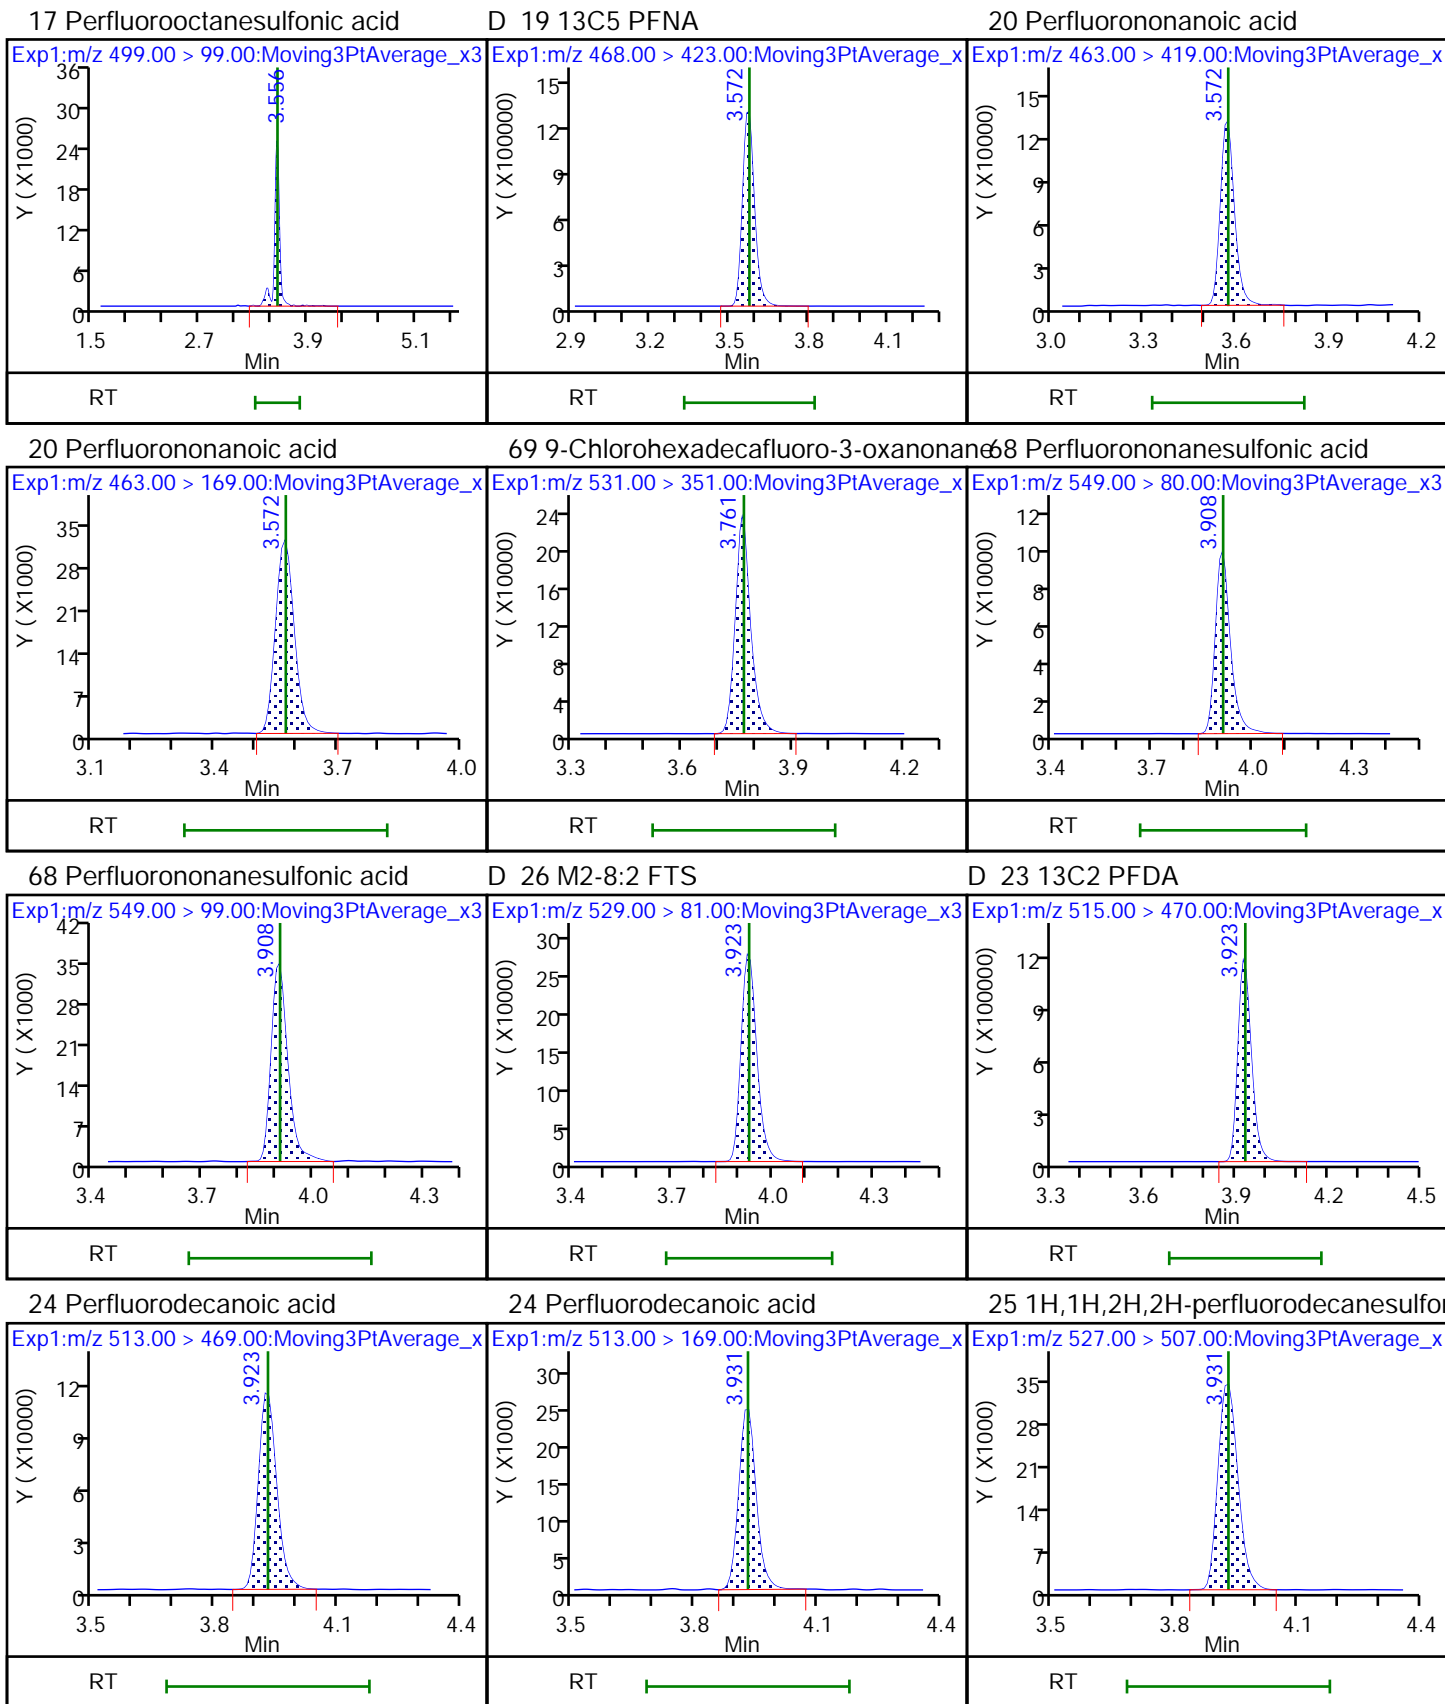 17 Perfluorooctanesulfonic acid
Exp1:m/z 499.00 > 99.00:Moving3PtAverage_x3
3.556
Y ( X10000)
36
30
24
18
12
6
0
1.5 2.7 3.9 5.1
Min
RT
D 19 13C5 PFNA
Exp1:m/z 468.00 > 423.00:Moving3PtAverage_x
3.572
Y ( X100000)
15
12
9
6
3
0
2.9 3.2 3.5 3.8 4.1
Min
RT
20 Perfluorononanoic acid
Exp1:m/z 463.00 > 419.00:Moving3PtAverage_x
3.572
Y ( X10000)
15
12
9
6
3
0
3.0 3.3 3.6 3.9 4.2
Min
RT
20 Perfluorononanoic acid
Exp1:m/z 463.00 > 169.00:Moving3PtAverage_x
3.572
Y ( X1000)
35
28
21
14
7
0
3.1 3.4 3.7 4.0
Min
RT
69 9-Chlorohexadecafluoro-3-oxanonane
Exp1:m/z 531.00 > 351.00:Moving3PtAverage_x
3.761
Y ( X10000)
24
20
16
12
8
4
0
3.3 3.6 3.9 4.2
Min
RT
68 Perfluorononanesulfonic acid
Exp1:m/z 549.00 > 80.00:Moving3PtAverage_x3
3.908
Y ( X10000)
12
10
8
6
4
2
0
3.4 3.7 4.0 4.3
Min
RT
68 Perfluorononanesulfonic acid
Exp1:m/z 549.00 > 99.00:Moving3PtAverage_x3
3.908
Y ( X1000)
42
35
28
21
14
7
0
3.4 3.7 4.0 4.3
Min
RT
D 26 M2-8:2 FTS
Exp1:m/z 529.00 > 81.00:Moving3PtAverage_x3
3.923
Y ( X10000)
30
25
20
15
10
5
0
3.4 3.7 4.0 4.3
Min
RT
D 23 13C2 PFDA
Exp1:m/z 515.00 > 470.00:Moving3PtAverage_x
3.923
Y ( X100000)
12
9
6
3
0
3.3 3.6 3.9 4.2 4.5
Min
RT
24 Perfluorodecanoic acid
Exp1:m/z 513.00 > 469.00:Moving3PtAverage_x
3.923
Y ( X10000)
12
9
6
3
0
3.5 3.8 4.1 4.4
Min
RT
24 Perfluorodecanoic acid
Exp1:m/z 513.00 > 169.00:Moving3PtAverage_x
3.931
Y ( X1000)
30
25
20
15
10
5
0
3.5 3.8 4.1 4.4
Min
RT
25 1H,1H,2H,2H-perfluorodecanesulfor
Exp1:m/z 527.00 > 507.00:Moving3PtAverage_x
3.931
Y ( X1000)
35
28
21
14
7
0
3.5 3.8 4.1 4.4
Min
RT